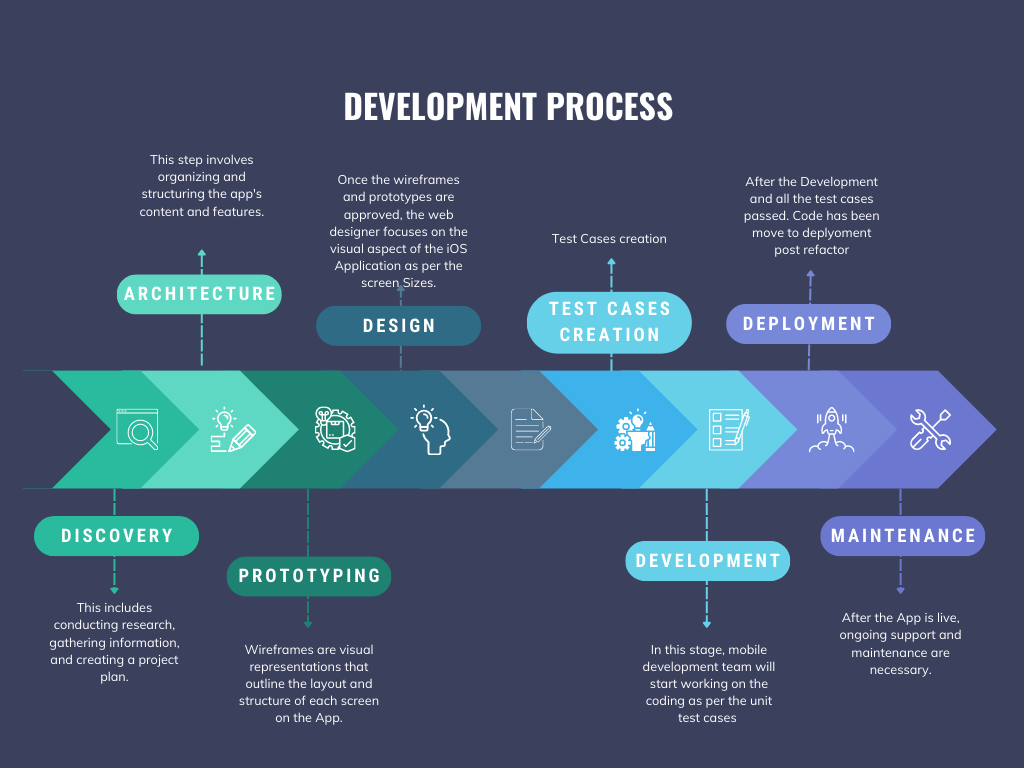 DEVELOPMENT PROCESS
This step involves
organizing and
structuring the app's
content and features.
ARCHITECTURE
Once the wireframes
and prototypes are
approved, the web
designer focuses on the
visual aspect of the iOS
Application as per the
screen Sizes.
DESIGN
Test Cases creation
TEST CASES
CREATION
After the Development
and all the test cases
passed. Code has been
move to deplyoment
post refactor
DEPLOYMENT
DISCOVERY
This includes
conducting research,
gathering information,
and creating a project
plan.
PROTOTYPING
Wireframes are visual
representations that
outline the layout and
structure of each screen
on the App.
DEVELOPMENT
In this stage, mobile
development team will
start working on the
coding as per the unit
test cases
MAINTENANCE
After the App is live,
ongoing support and
maintenance are
necessary.